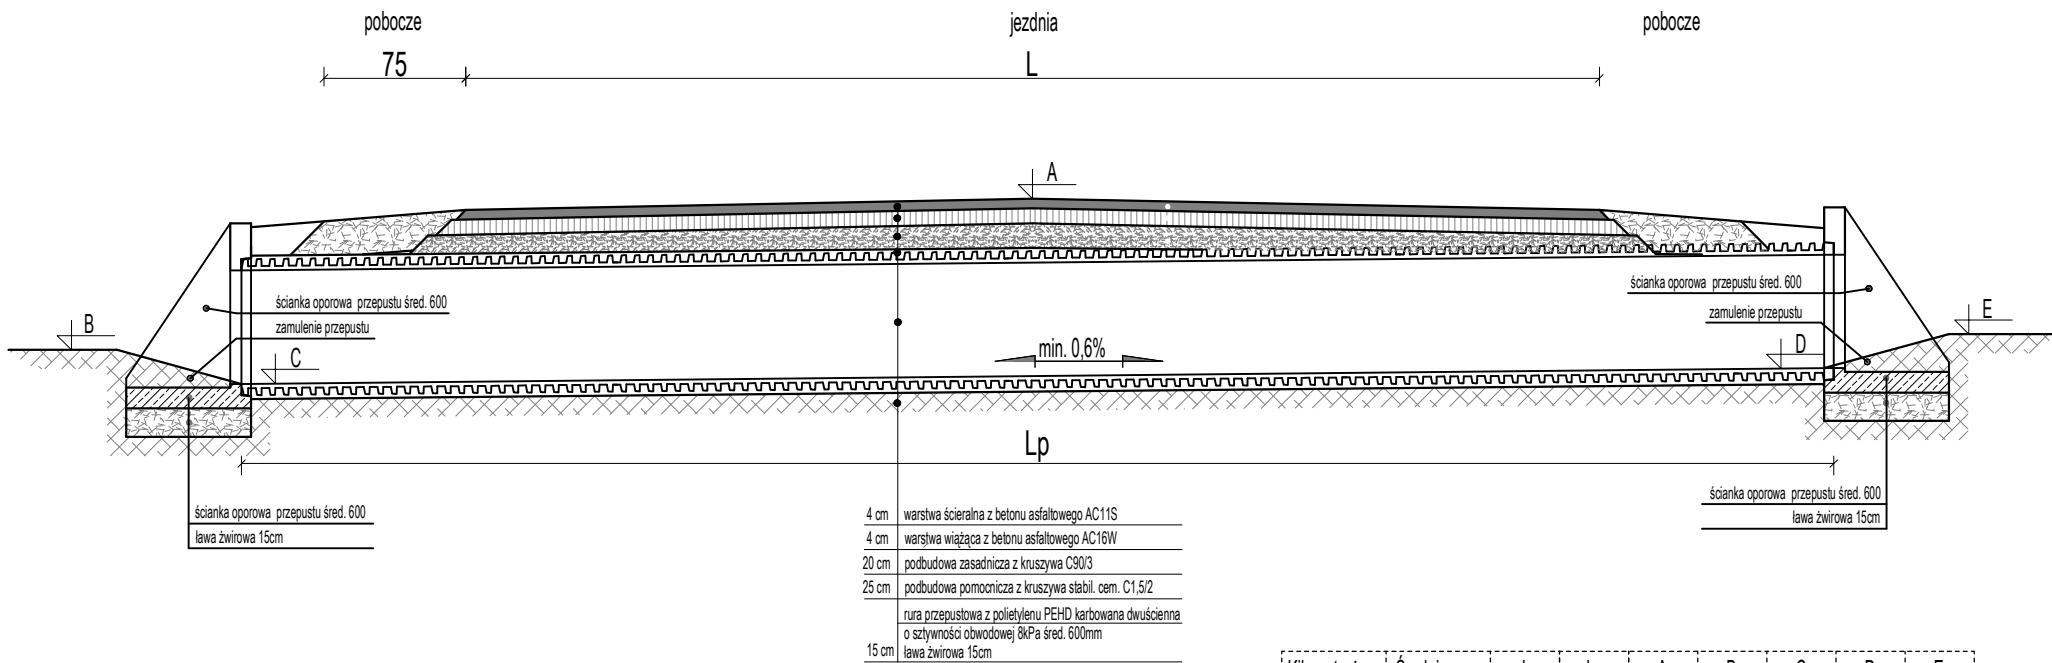 pobocze jezdnia pobocze
75 L
A
ścianka oporowa przepustu śred. 600
zamulenie przepustu
ścianka oporowa przepustu śred. 600
zamulenie przepustu
B
E
C
min. 0,6%
D
Lp
ścianka oporowa przepustu śred. 600
ława żwirowa 15cm
ścianka oporowa przepustu śred. 600
ława żwirowa 15cm
4 cm warstwa ścieralna z betonu asfaltowego AC11S
4 cm warstwa wiążąca z betonu asfaltowego AC16W
20 cm podbudowa zasadnicza z kruszywa C90/3
25 cm podbudowa pomocnicza z kruszywa stabil. cem. C1,5/2
rura przepustowa z polietylenu PEHD karbowana dwuścienna
o sztywności obwodowej 8kPa śred. 600mm
15 cm ława żwirowa 15cm